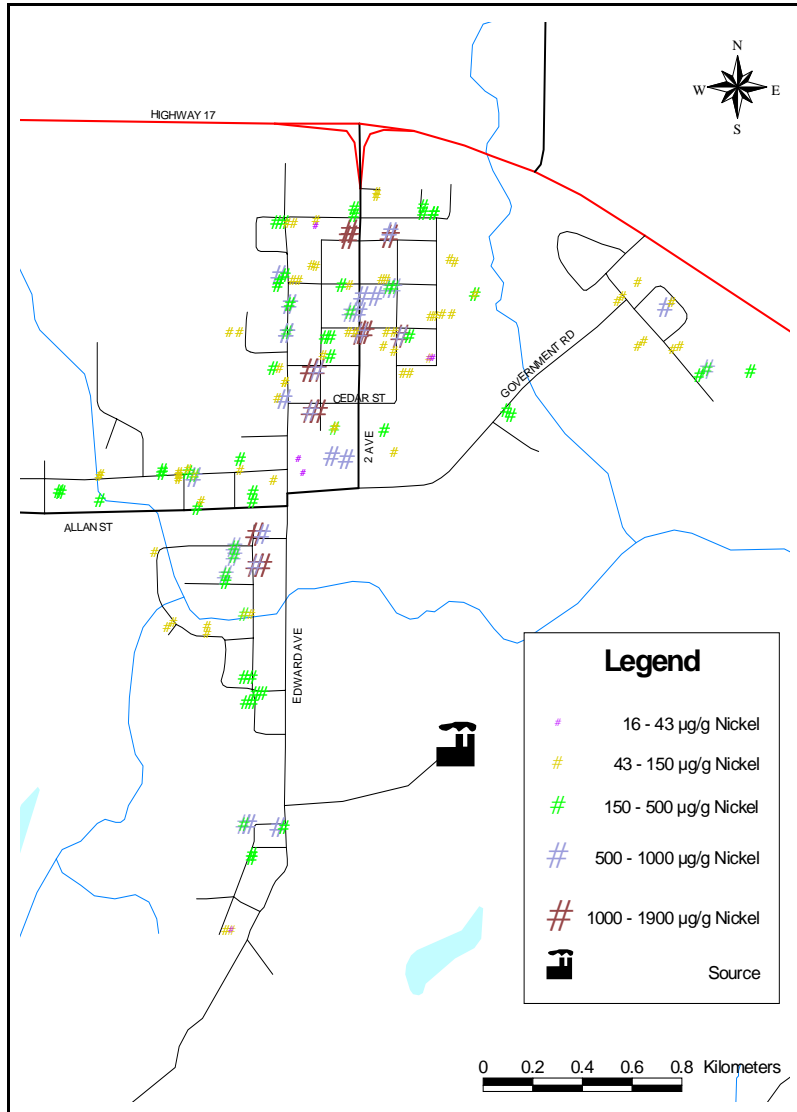 N
W E
S
HIGHWAY 17
GOVERNMENT RD
CEDAR ST
2 AVE
ALLAN ST
EDWARD AVE
Legend
16 - 43 µg/g Nickel
43 - 150 µg/g Nickel
150 - 500 µg/g Nickel
500 - 1000 µg/g Nickel
1000 - 1900 µg/g Nickel
Source
0 0.2 0.4 0.6 0.8 Kilometers